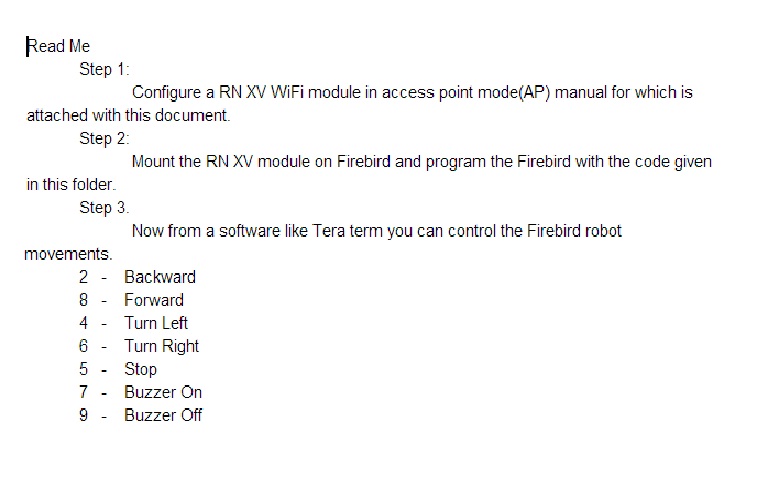 Read Me
Step 1:
Configure a RN XV WiFi module in access point mode(AP) manual for which is
attached with this document.
Step 2:
Mount the RN XV module on Firebird and program the Firebird with the code given
in this folder.
Step 3.
Now from a software like Tera term you can control the Firebird robot
movements.
2 - Backward
8 - Forward
4 - Turn Left
6 - Turn Right
5 - Stop
7 - Buzzer On
9 - Buzzer Off